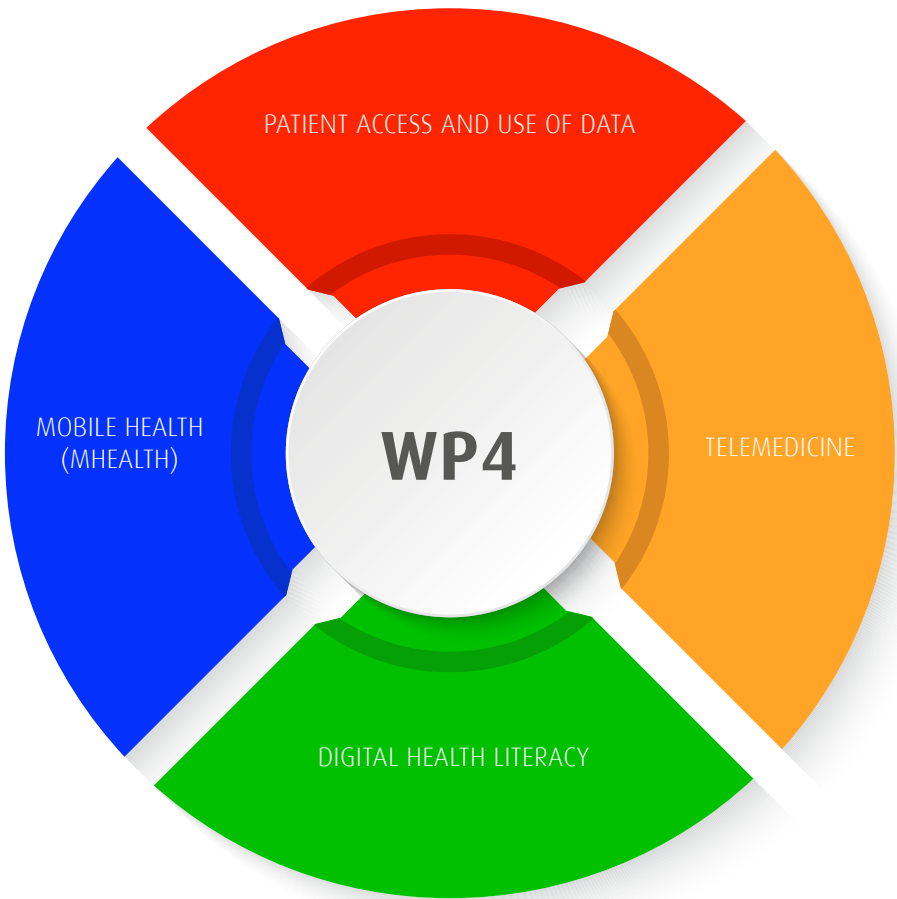 PATIENT ACCESS AND USE OF DATA
MOBILE HEALTH
(MHEALTH)
WP4
TELEMEDICINE
DIGITAL HEALTH LITERACY